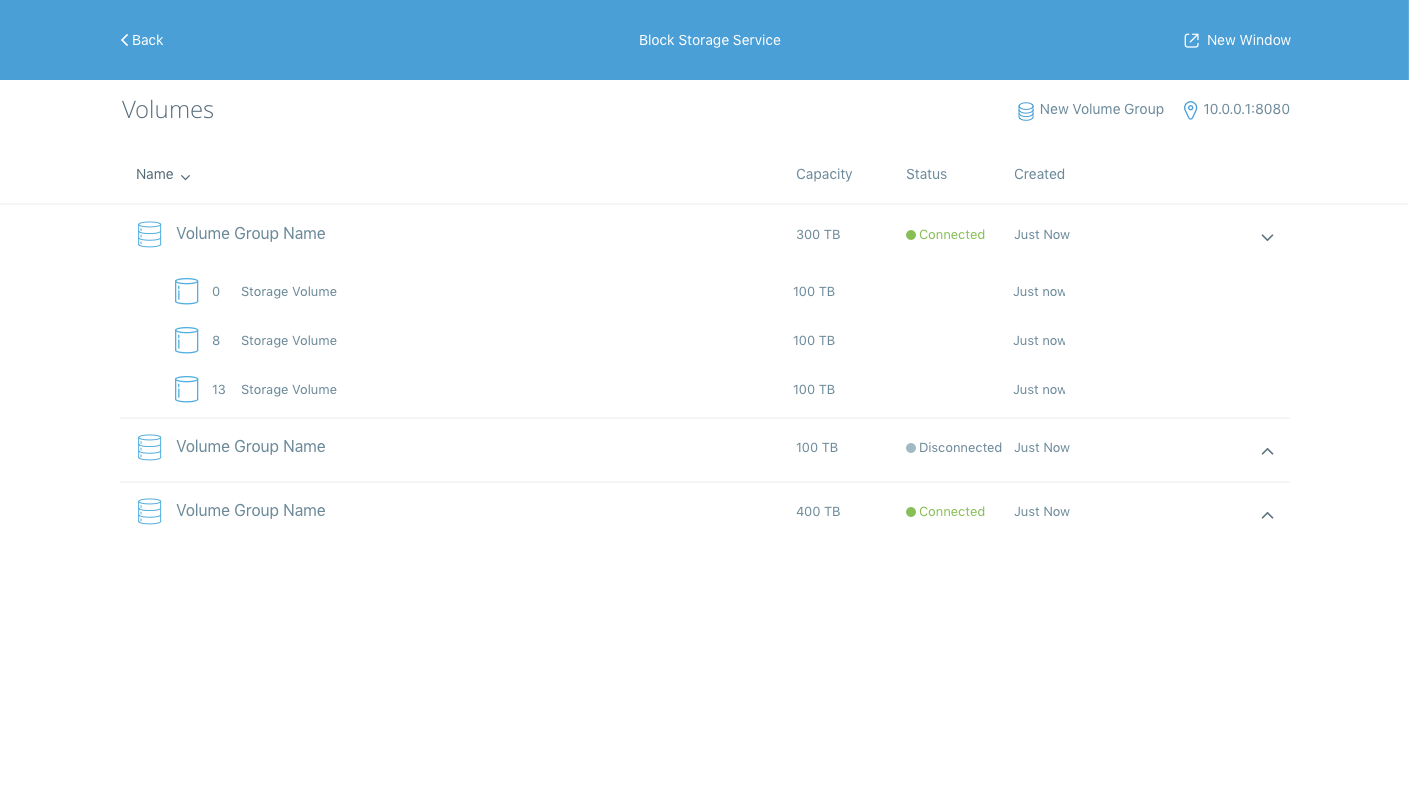 Back Block Storage Service New Window
Volumes New Volume Group 10.0.0.1:8080
Name Capacity Status Created
Volume Group Name 300 TB Connected Just Now
0 Storage Volume 100 TB Just now
8 Storage Volume 100 TB Just now
13 Storage Volume 100 TB Just now
Volume Group Name 100 TB Disconnected Just Now
Volume Group Name 400 TB Connected Just Now